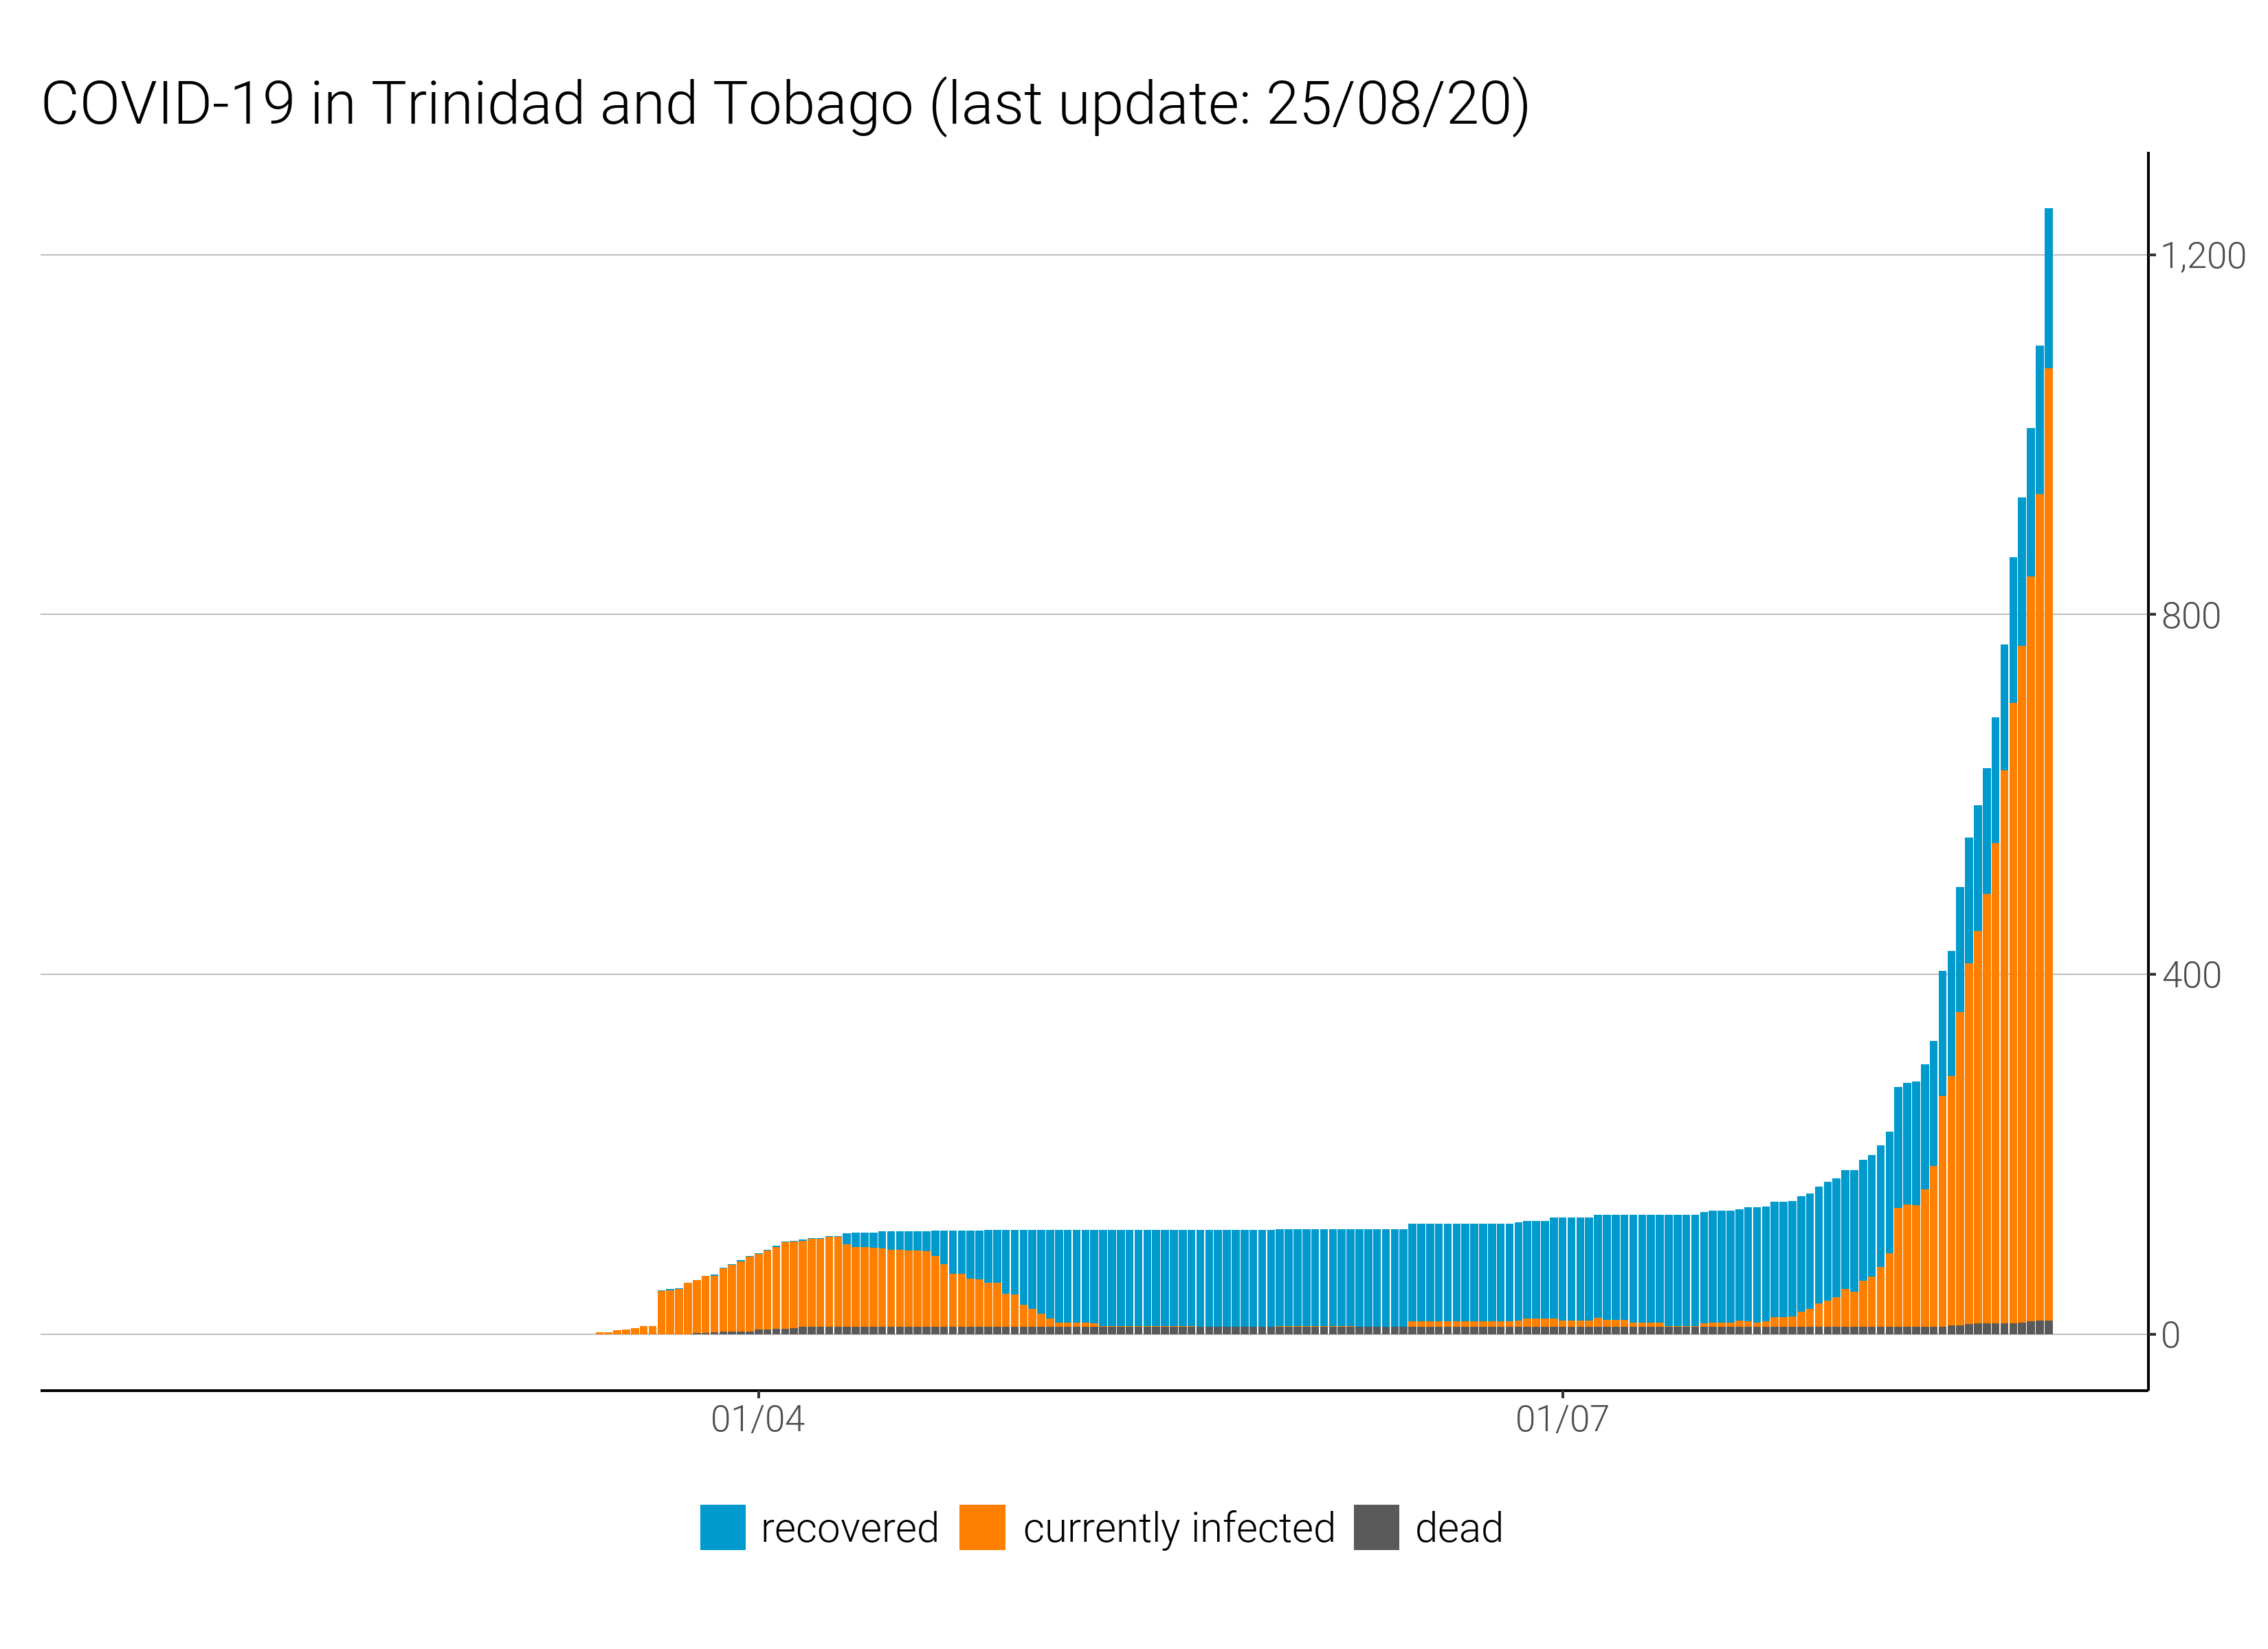 COVID-19 in Trinidad and Tobago (last update: 25/08/20)
1,200
800
400
0
01/04 01/07
recovered currently infected dead